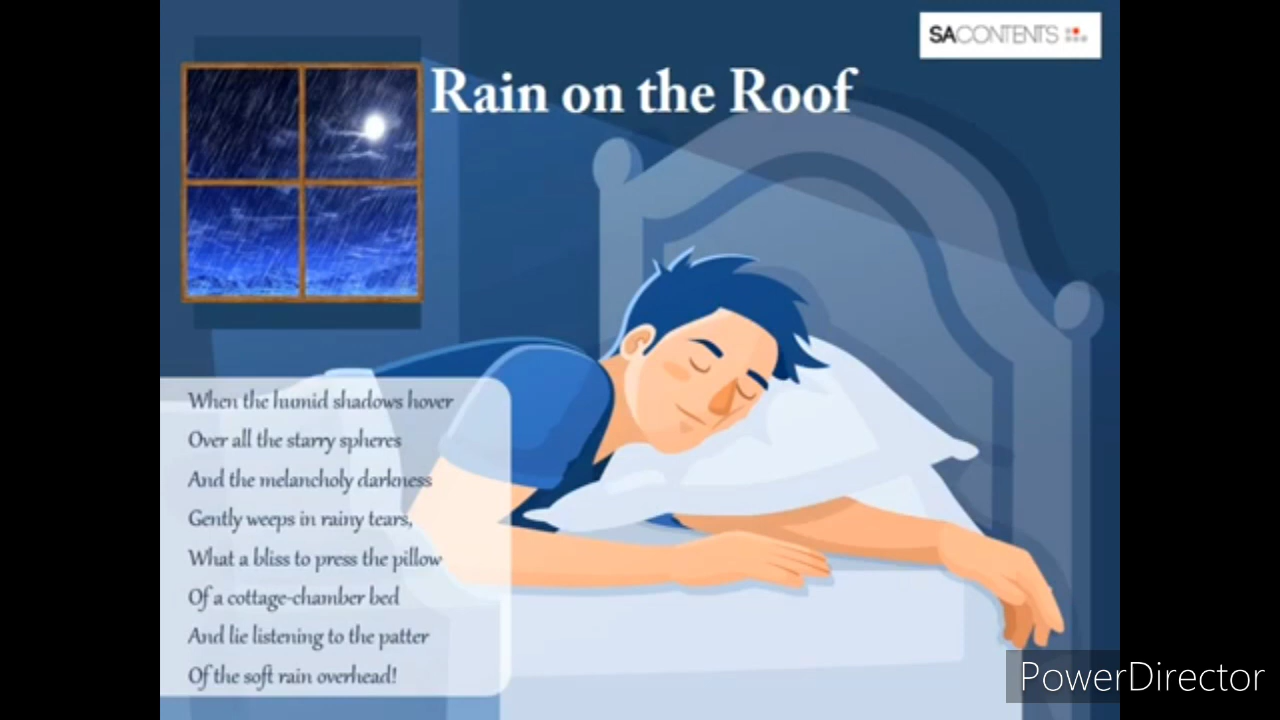 SACONTENTS
Rain on the Roof
When the humid shadows hover
Over all the starry spheres
And the melancholy darkness
Gently weeps in rainy tears,
What a bliss to press the pillow
Of a cottage-chamber bed
And lie listening to the patter
Of the soft rain overhead!
PowerDirector